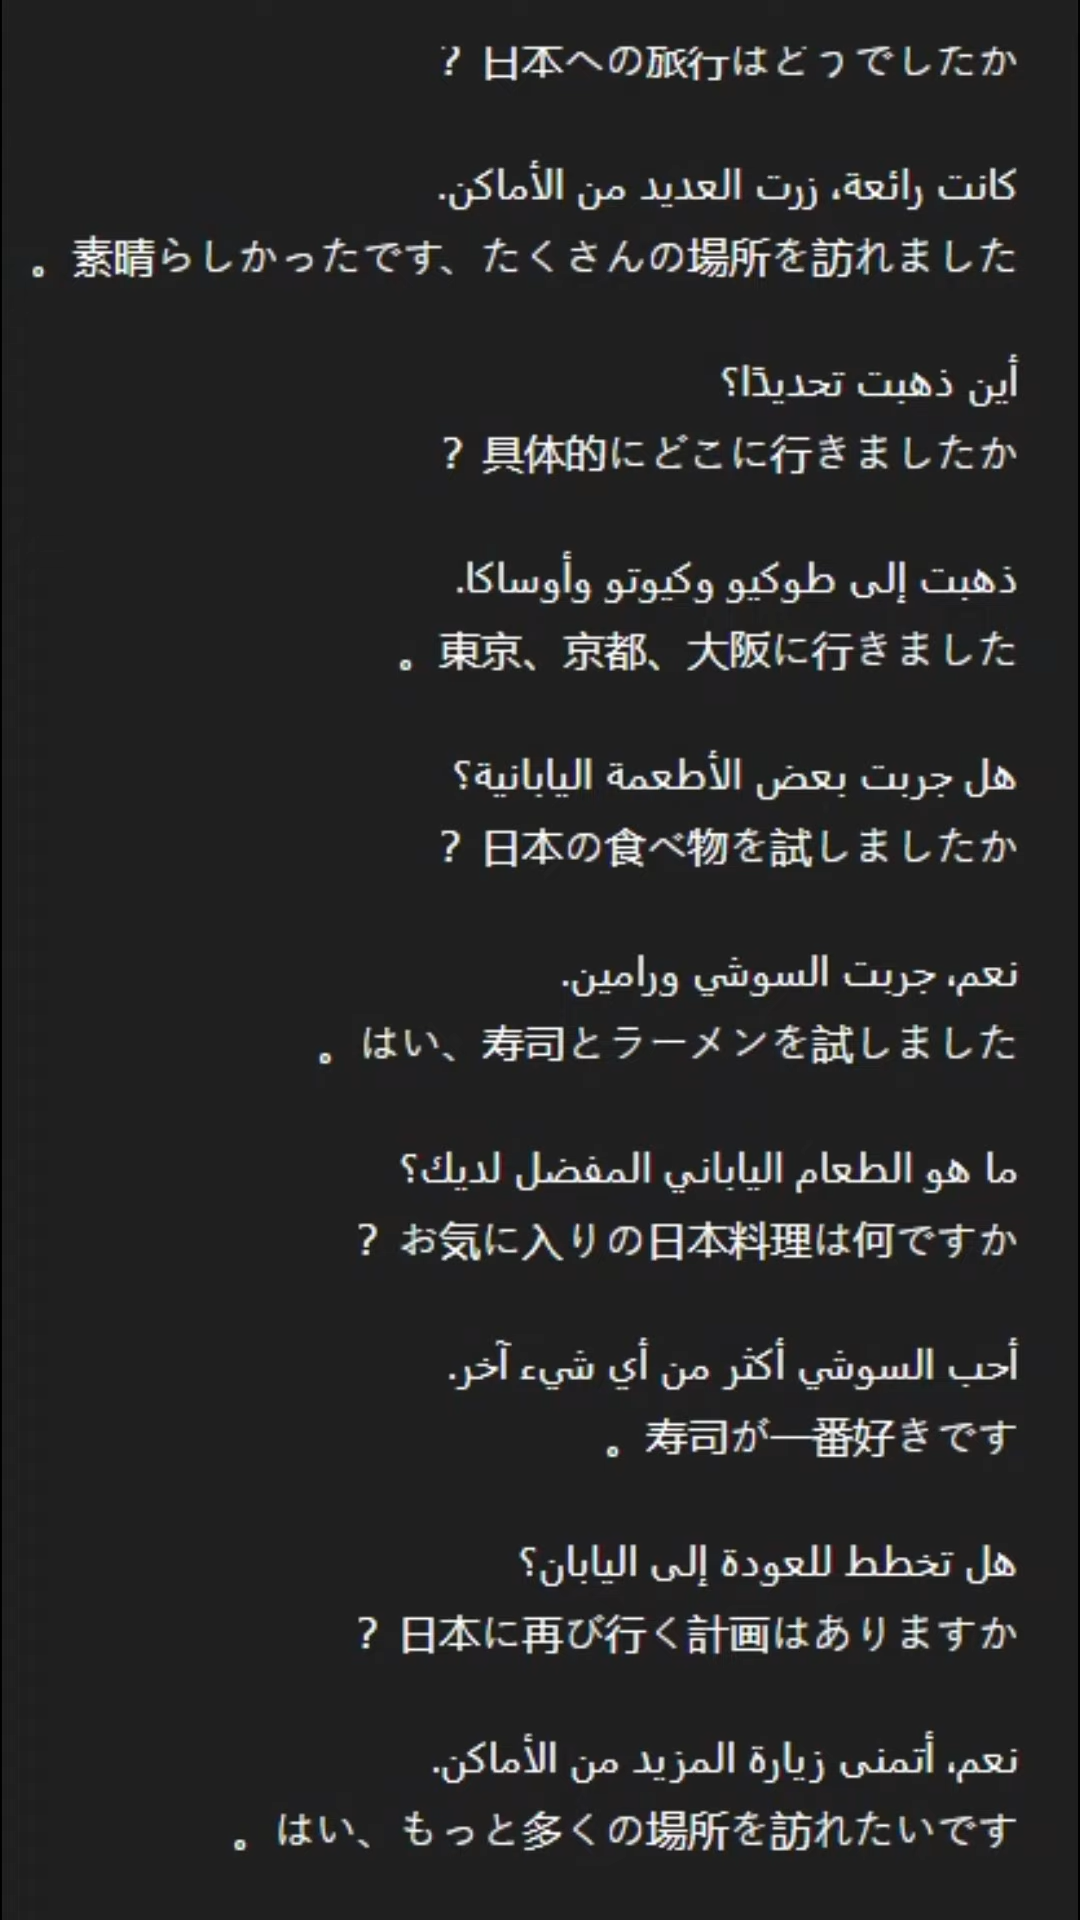 日本への旅行はどうでしたか？
كانت رائعة، زرت العديد من الأماكن.
素晴らしかったです、たくさんの場所を訪れました。
أين ذهبت تحديدًا؟
具体的にどこに行きましたか？
ذهبت إلى طوكيو وكيوتو وأوساكا.
東京、京都、大阪に行きました。
هل جربت بعض الأطعمة اليابانية؟
日本の食べ物を試しましたか？
نعم، جربت السوشي ورامين.
はい、寿司とラーメンを試しました。
ما هو الطعام الياباني المفضل لديك؟
お気に入りの日本料理は何ですか？
أحب السوشي أكثر من أي شيء آخر.
寿司が一番好きです。
هل تخطط للعودة إلى اليابان؟
日本に再び行く計画はありますか？
نعم، أتمنى زيارة المزيد من الأماكن.
はい、もっと多くの場所を訪れたいです。